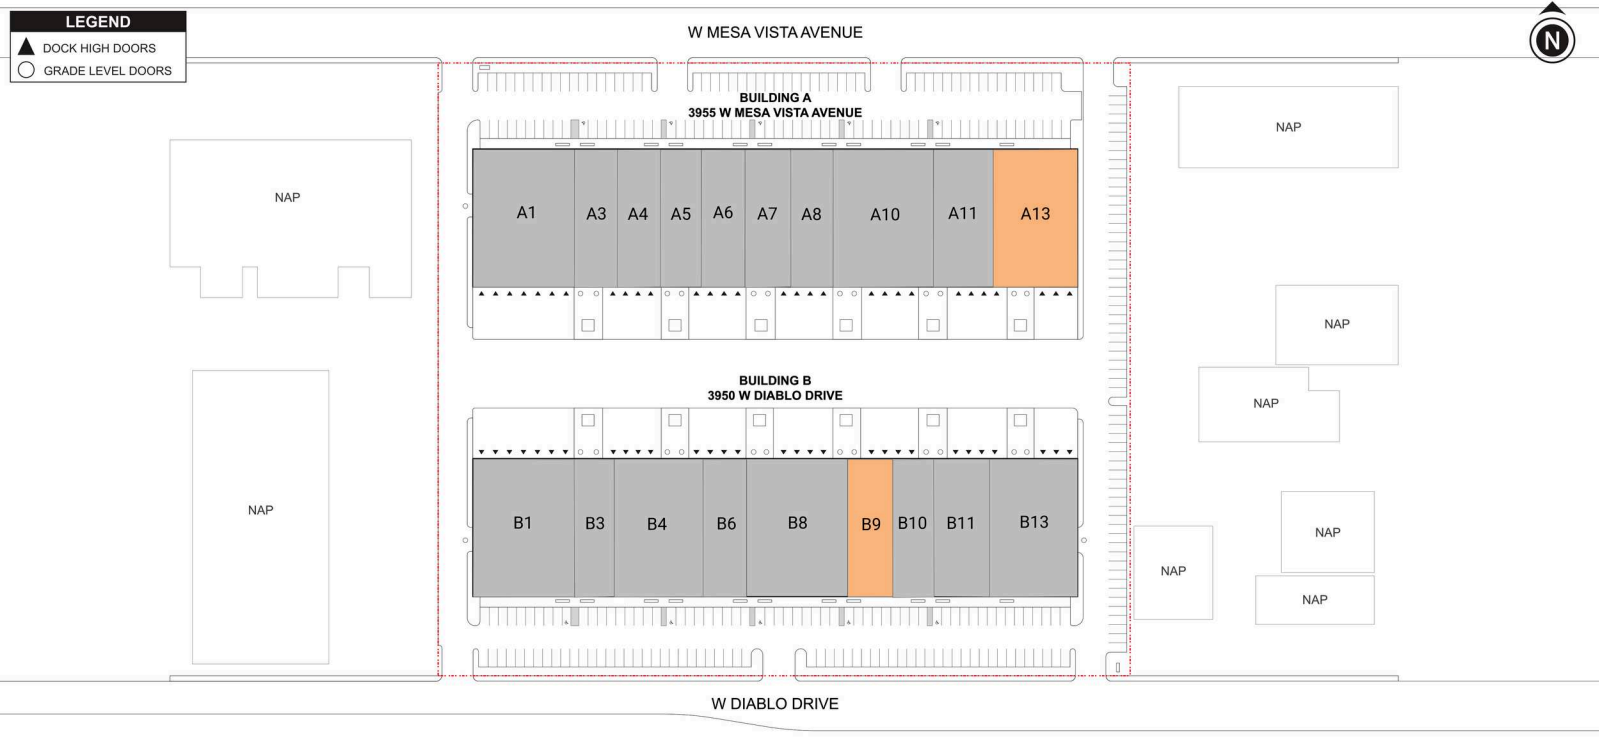 LEGEND
DOCK HIGH DOORS
GRADE LEVEL DOORS
W MESA VISTA AVENUE
N
BUILDING A
3955 W MESA VISTA AVENUE
NAP
NAP
A1 A3 A4 A5 A6 A7 A8 A10 A11 A13
NAP
NAP
BUILDING B
3950 W DIABLO DRIVE
NAP
B1 B3 B4 B6 B8 B9 B10 B11 B13
NAP
NAP
NAP
W DIABLO DRIVE